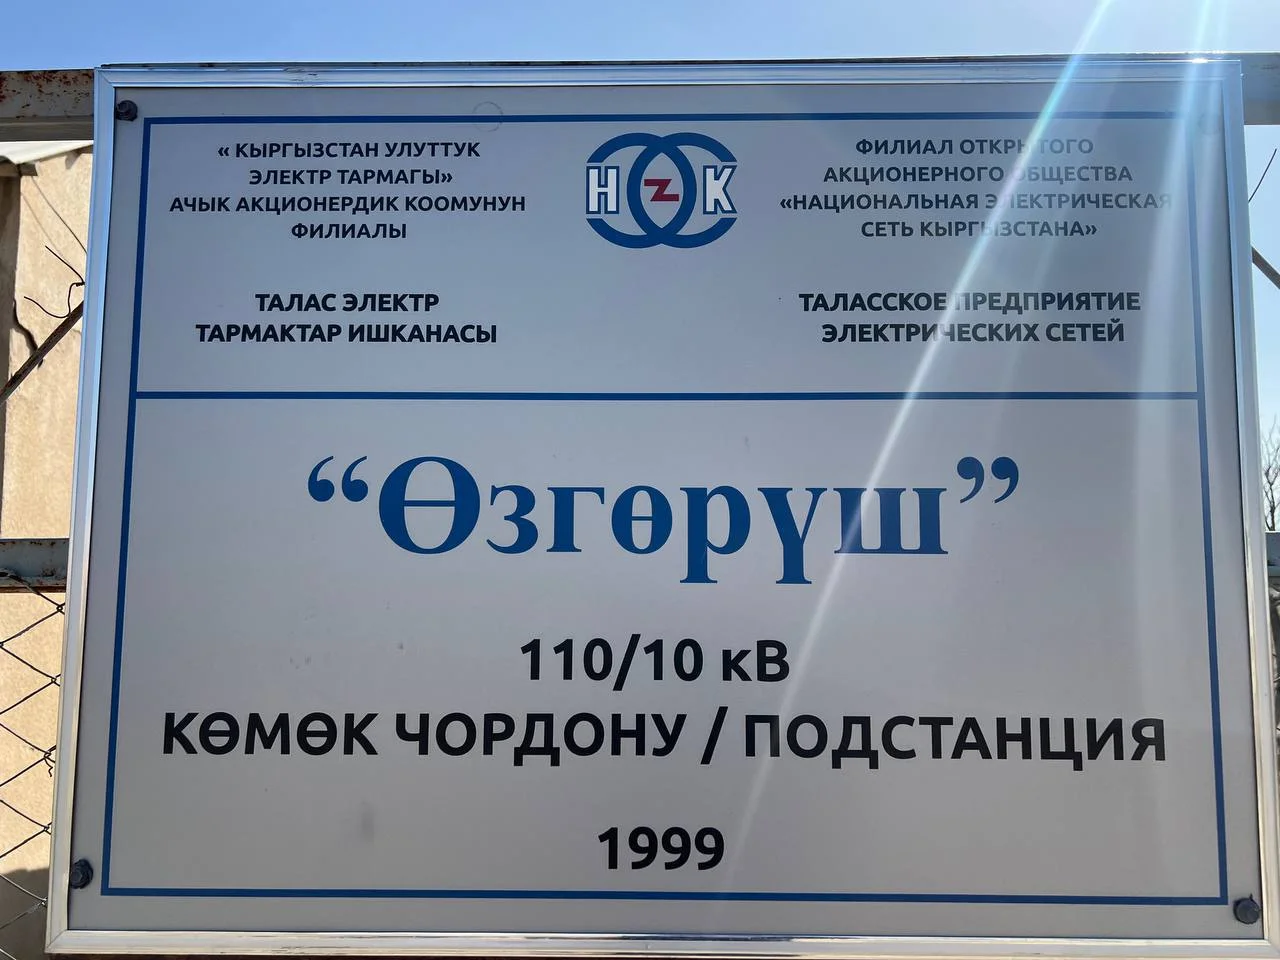 « КЫРГЫЗСТАН УЛУТТУК
ЭЛЕКТР ТАРМАГЫ»
АЧЫК АКЦИОНЕРДИК КООМУНУН
ФИЛИАЛЫ
ТАЛАС ЭЛЕКТР
ТАРМАКТАР ИШКАНАСЫ
НZК
ФИЛИАЛ ОТКРЫТОГО
АКЦИОНЕРНОГО ОБЩЕСТВА
«НАЦИОНАЛЬНАЯ ЭЛЕКТРИЧЕСКАЯ
СЕТЬ КЫРГЫЗСТАНА»
ТАЛАССКОЕ ПРЕДПРИЯТИЕ
ЭЛЕКТРИЧЕСКИХ СЕТЕЙ
“Өзгөрүш”
110/10 кВ
КӨМӨК ЧОРДОНУ / ПОДСТАНЦИЯ
1999